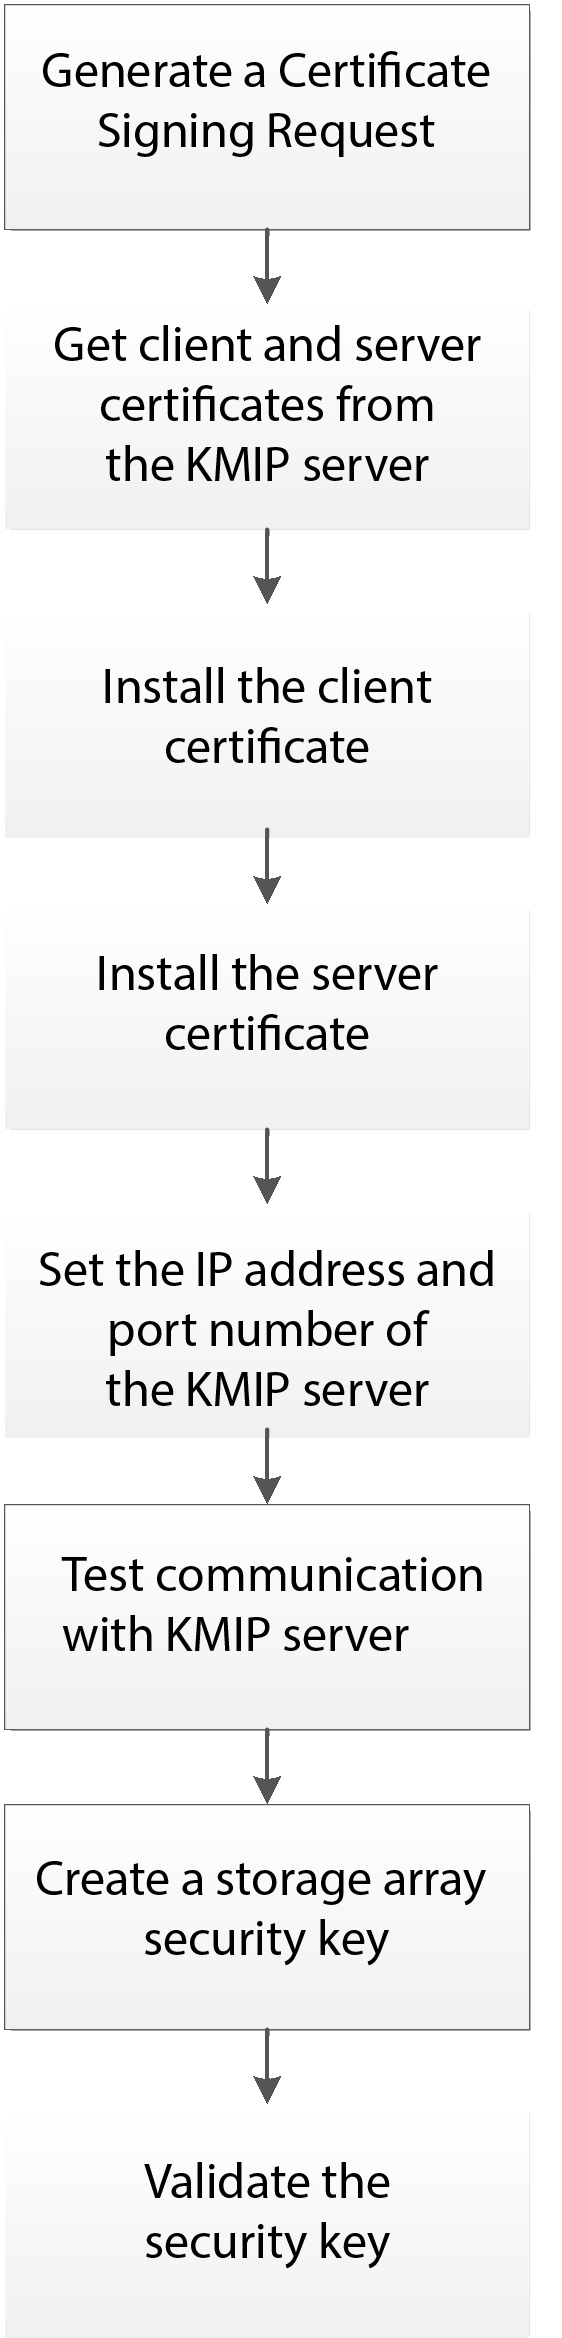 Generate a Certificate
Signing Request
Get client and server
certificates from
the KMIP server
Install the client
certificate
Install the server
certificate
Set the IP address and
port number of
the KMIP server
Test communication
with KMIP server
Create a storage array
security key
Validate the
security key